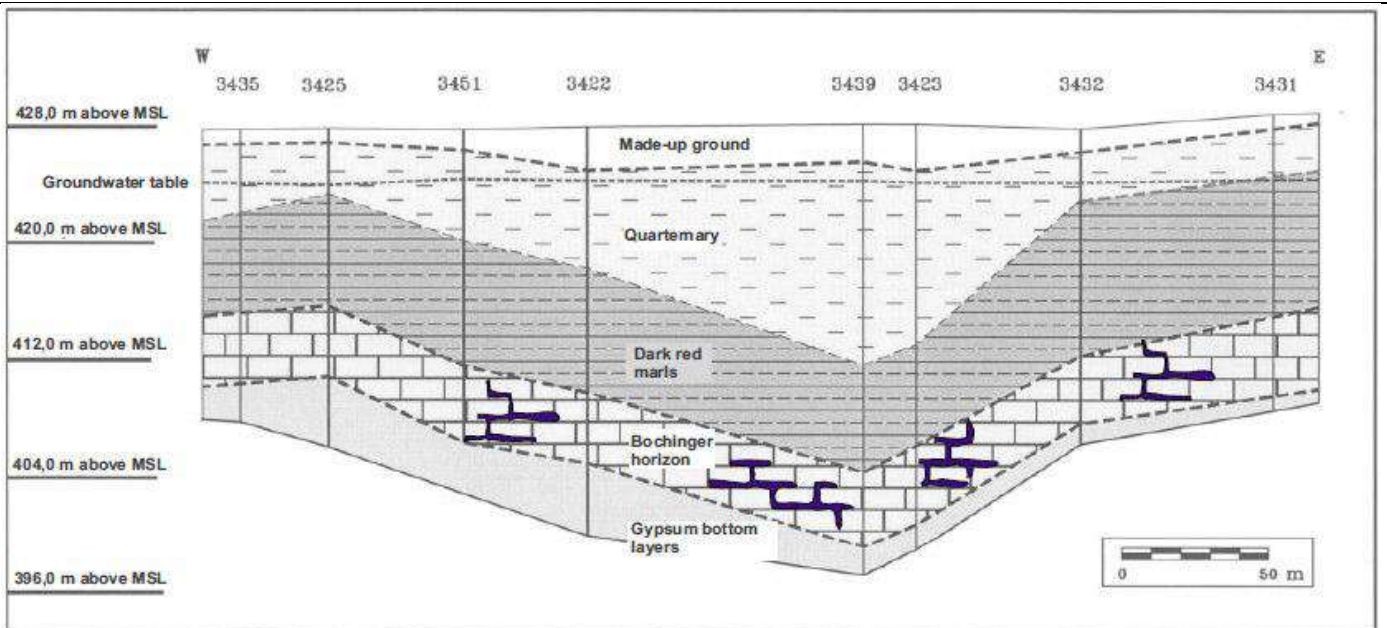 W
E
3435 3425 3451 3422 3439 3423 3432 3431
428,0 m above MSL
Made-up ground
Groundwater table
420,0 m above MSL
Quarternary
412,0 m above MSL
Dark red
marls
Bochinger
horizon
404,0 m above MSL
Gypsum bottom
layers
396,0 m above MSL
0 50 m